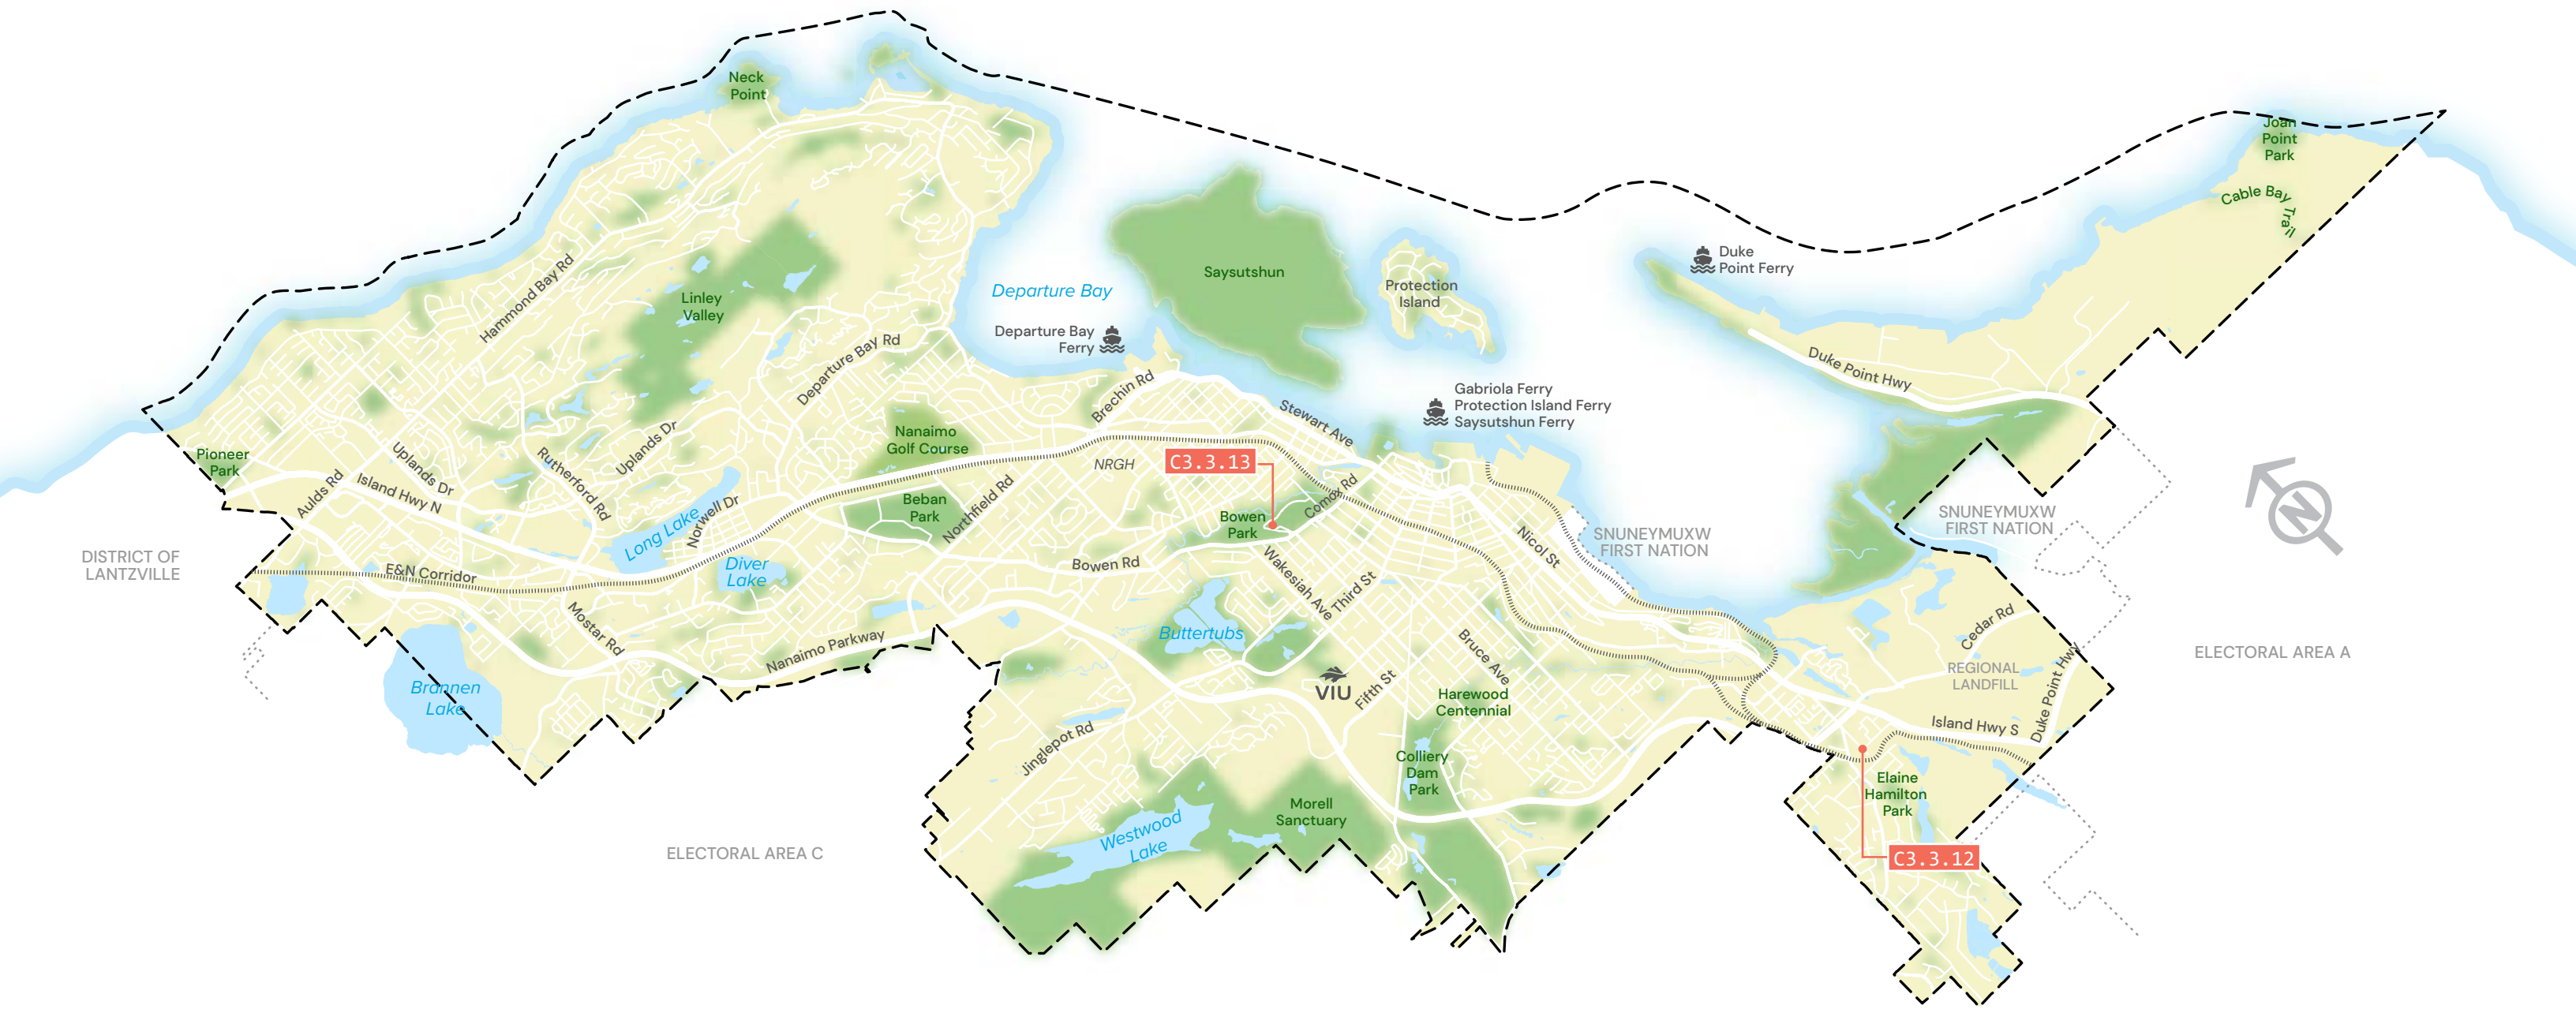 Neck
Point
Joan
Point
Park
Cable Bay Trail
Duke
Point Ferry
Saysutshun
Protection
Island
Departure Bay
Hammond Bay Rd
Linley
Valley
Departure Bay
Ferry
Departure Bay Rd
Duke Point Hwy
Brechin Rd
Gabriola Ferry
Protection Island Ferry
Saysutshun Ferry
Stewart Ave
Nanaimo
Golf Course
Pioneer
Park
Uplands Dr
Uplands Dr
Rutherford Rd
Aulds Rd
Island Hwy N
NRGH
C3.3.13
Comox Rd
Beban
Park
Northfield Rd
Norwell Dr
Long Lake
Bowen
Park
SNUNEYMUXW
FIRST NATION
SNUNEYMUXW
FIRST NATION
Nicol St
DISTRICT OF
LANTZVILLE
E&N Corridor
Diver
Lake
Bowen Rd
Wakesiah Ave
Third St
Mostar Rd
Buttertubs
Nanaimo Parkway
Bruce Ave
Cedar Rd
ELECTORAL AREA A
REGIONAL
LANDFILL
Duke Point Hwy
Brannen
Lake
VIU
Fifth St
Harewood
Centennial
Island Hwy S
Jinglepot Rd
Colliery
Dam
Park
Elaine
Hamilton
Park
Morell
Sanctuary
Westwood
Lake
ELECTORAL AREA C
C3.3.12
N